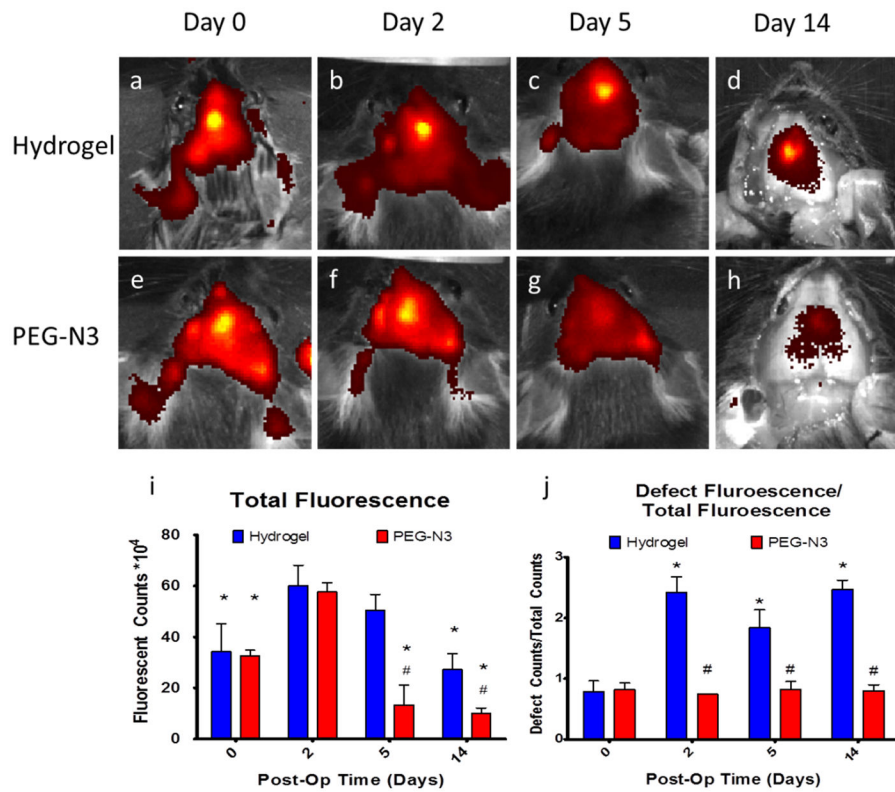 Day 0 Day 2 Day 5 Day 14
Hydrogel a b c d
PEG-N3 e f g h
i Total Fluorescence
Fluorescent Counts *10⁴
Hydrogel PEG-N3
80
60
40
20
0
* * * * * # #
0 2 5 14
Post-Op Time (Days)
j Defect Fluroescence/
Total Fluroescence
Defect Counts/Total Counts
Hydrogel PEG-N3
3
2
1
0
* * * # # #
0 2 5 14
Post-Op Time (Days)